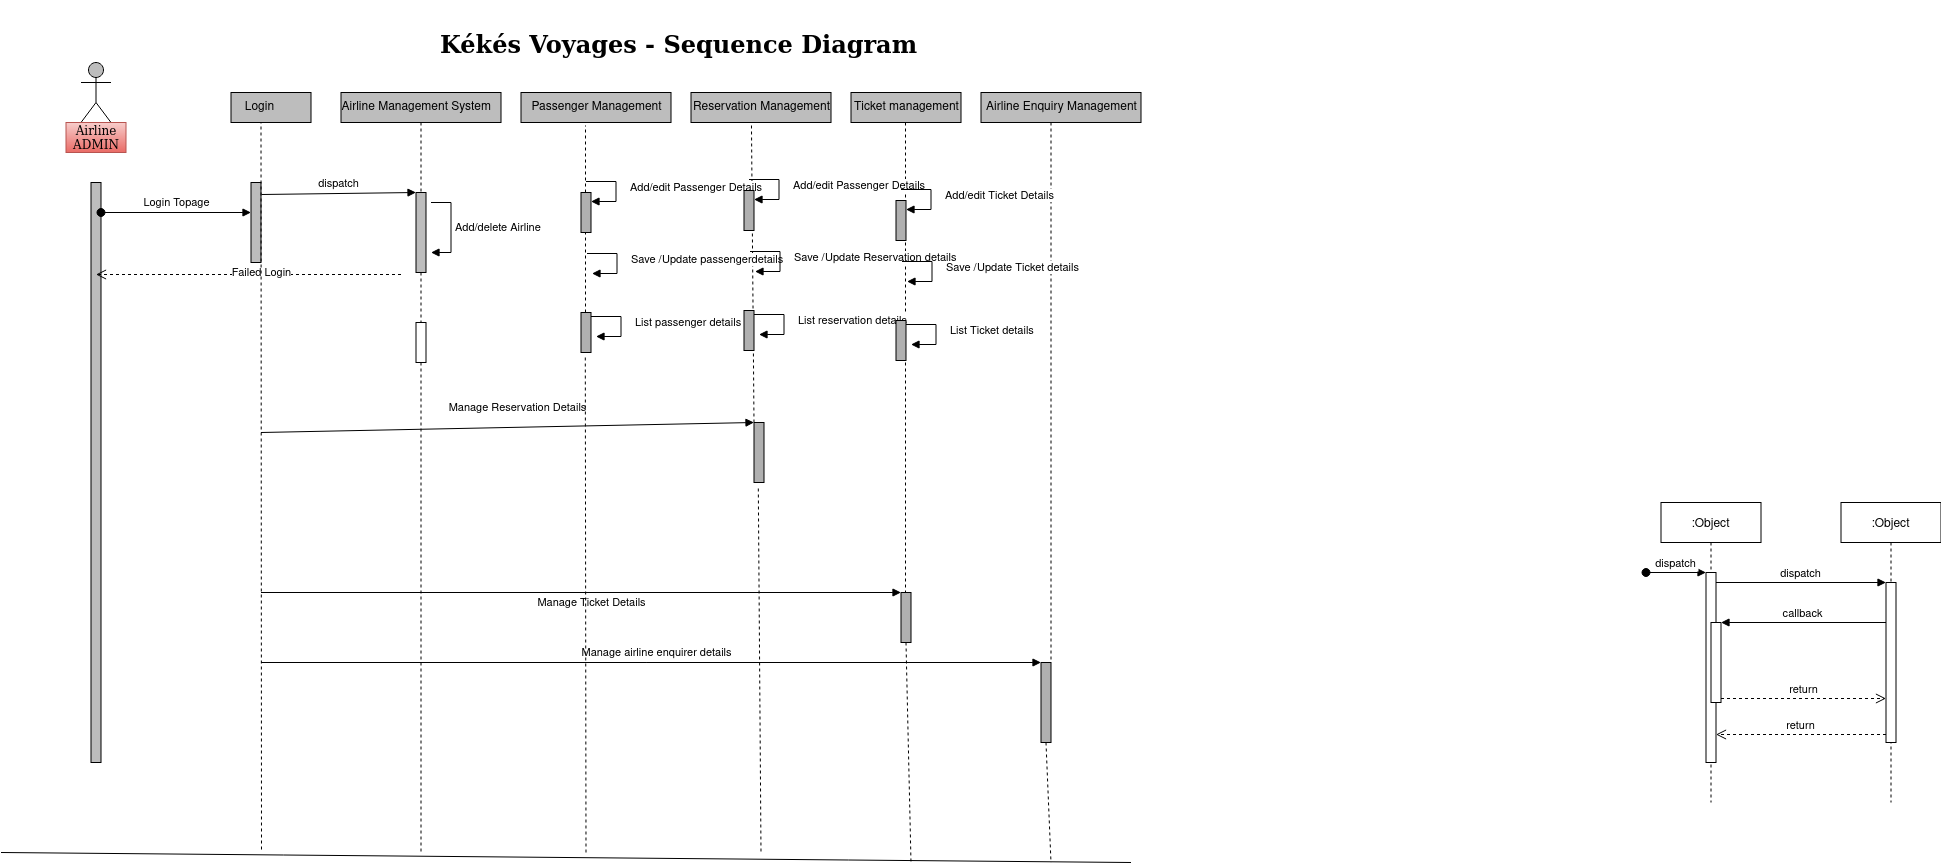 Kékés Voyages - Sequence Diagram
Airline
ADMIN
Login
Airline Management System
Passenger Management
Reservation Management
Ticket management
Airline Enquiry Management
dispatch
Login Topage
Add/edit Passenger Details
Add/edit Passenger Details
Add/edit Ticket Details
Add/delete Airline
Failed Login
Save /Update passengerdetails
Save /Update Reservation details
Save /Update Ticket details
List passenger details
List reservation details
List Ticket details
Manage Reservation Details
Manage Ticket Details
Manage airline enquirer details
:Object
:Object
dispatch
dispatch
callback
return
return